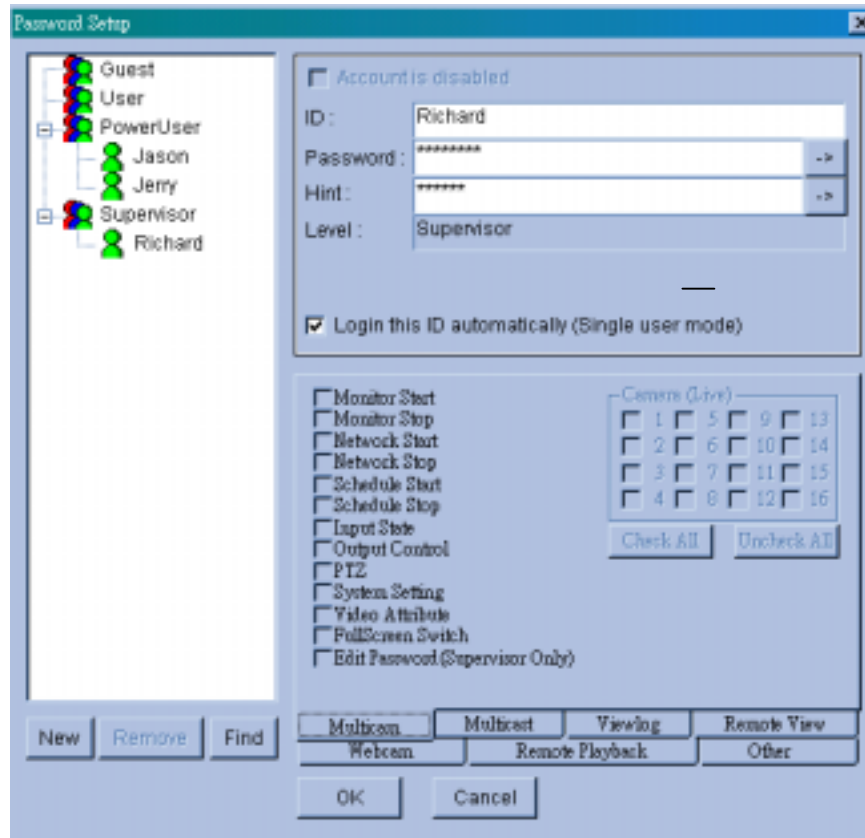 Password Setup
Guest
User
PowerUser
Jason
Jerry
Supervisor
Richard
New
Remove
Find
Account is disabled
ID :
Richard
Password :
********
->
Hint :
******
->
Level :
Supervisor
Login this ID automatically (Single user mode)
Monitor Start
Monitor Stop
Network Start
Network Stop
Schedule Start
Schedule Stop
Input State
Output Control
PTZ
System Setting
Video Attribute
FullScreen Switch
Edit Password (Supervisor Only)
Camera (Live)
1 5 9 13
2 6 10 14
3 7 11 15
4 8 12 16
Check All
Uncheck All
Multicam
Multicast
Viewlog
Remote View
Webcam
Remote Playback
Other
OK
Cancel